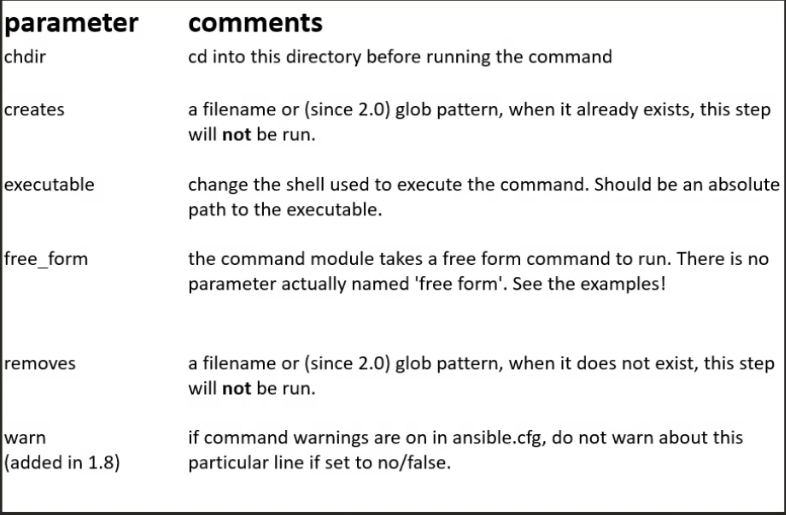 parameter comments
chdir cd into this directory before running the command
creates a filename or (since 2.0) glob pattern, when it already exists, this step
will not be run.
executable change the shell used to execute the command. Should be an absolute
path to the executable.
free_form the command module takes a free form command to run. There is no
parameter actually named 'free form'. See the examples!
removes a filename or (since 2.0) glob pattern, when it does not exist, this step
will not be run.
warn if command warnings are on in ansible.cfg, do not warn about this
(added in 1.8) particular line if set to no/false.